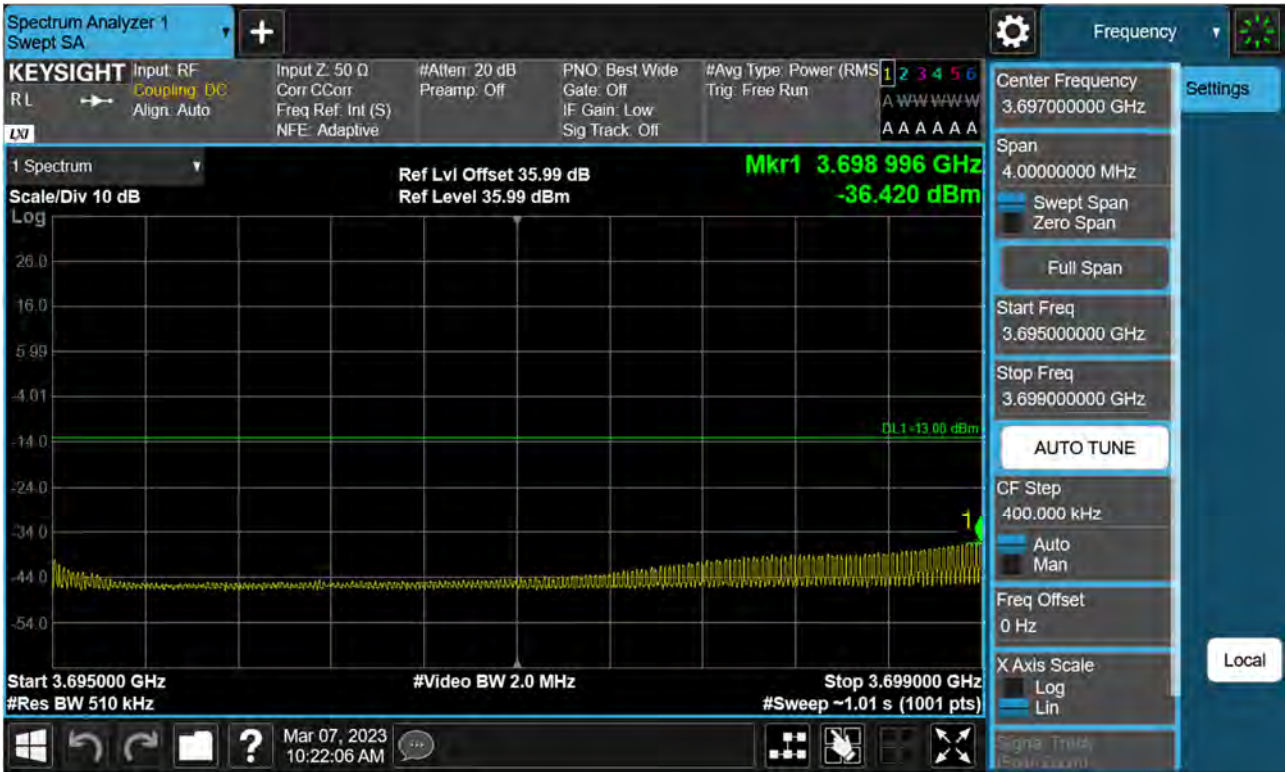 Spectrum Analyzer 1
Swept SA
+
Frequency
KEYSIGHT
RL
LXI
Input: RF
Coupling: DC
Align: Auto
Input Z: 50 Ω
Corr CCorr
Freq Ref: Int (S)
NFE: Adaptive
#Atten: 20 dB
Preamp: Off
PNO: Best Wide
Gate: Off
IF Gain: Low
Sig Track: Off
#Avg Type: Power (RMS
Trig: Free Run
1 2 3 4 5 6
A W W W W W
A A A A A A
1 Spectrum
Scale/Div 10 dB
Log
Ref Lvl Offset 35.99 dB
Ref Level 35.99 dBm
Mkr1 3.698 996 GHz
-36.420 dBm
26.0
16.0
5.99
-4.01
DL1 -13.00 dBm
-14.0
-24.0
1
-34.0
-44.0
-54.0
Start 3.695000 GHz
#Res BW 510 kHz
#Video BW 2.0 MHz
Stop 3.699000 GHz
#Sweep ~1.01 s (1001 pts)
Center Frequency
3.697000000 GHz
Span
4.00000000 MHz
Swept Span
Zero Span
Full Span
Start Freq
3.695000000 GHz
Stop Freq
3.699000000 GHz
AUTO TUNE
CF Step
400.000 kHz
Auto
Man
Freq Offset
0 Hz
X Axis Scale
Log
Lin
Signal Track
(Span Zoom)
Settings
Local
?
Mar 07, 2023
10:22:06 AM